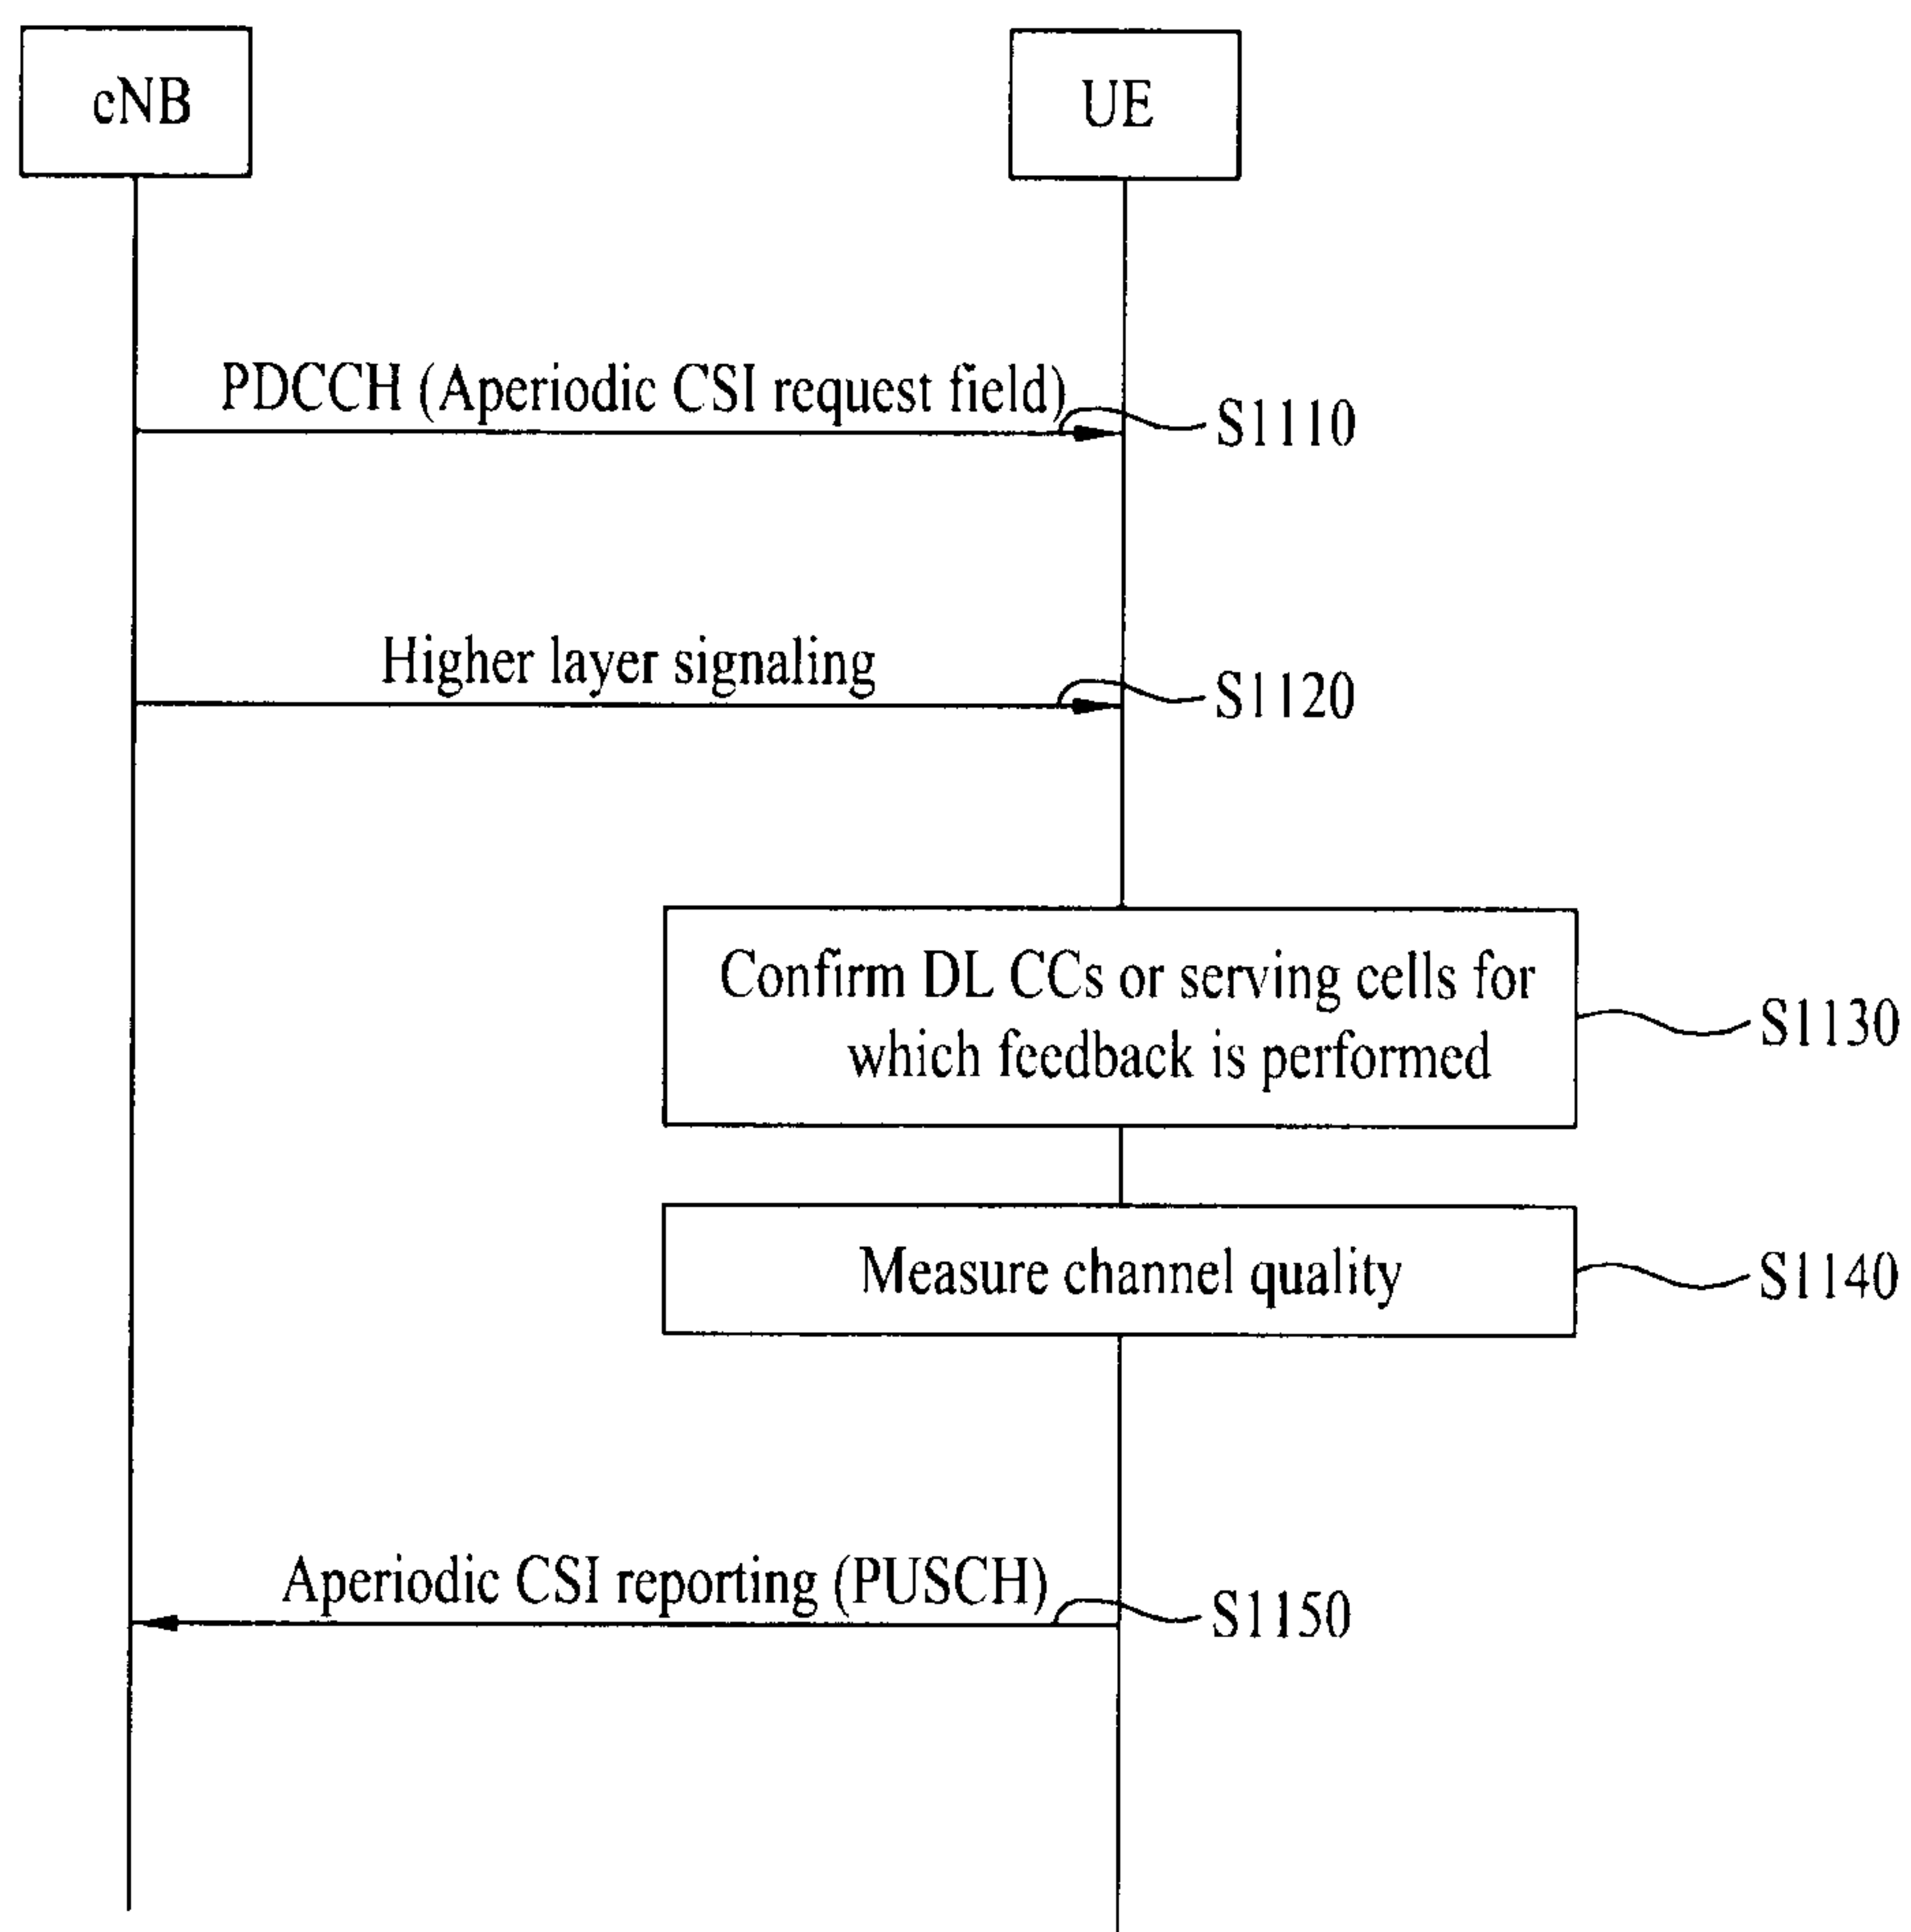 cNB
UE
PDCCH (Aperiodic CSI request field)
S1110
Higher layer signaling
S1120
Confirm DL CCs or serving cells for
which feedback is performed
S1130
Measure channel quality
S1140
Aperiodic CSI reporting (PUSCH)
S1150